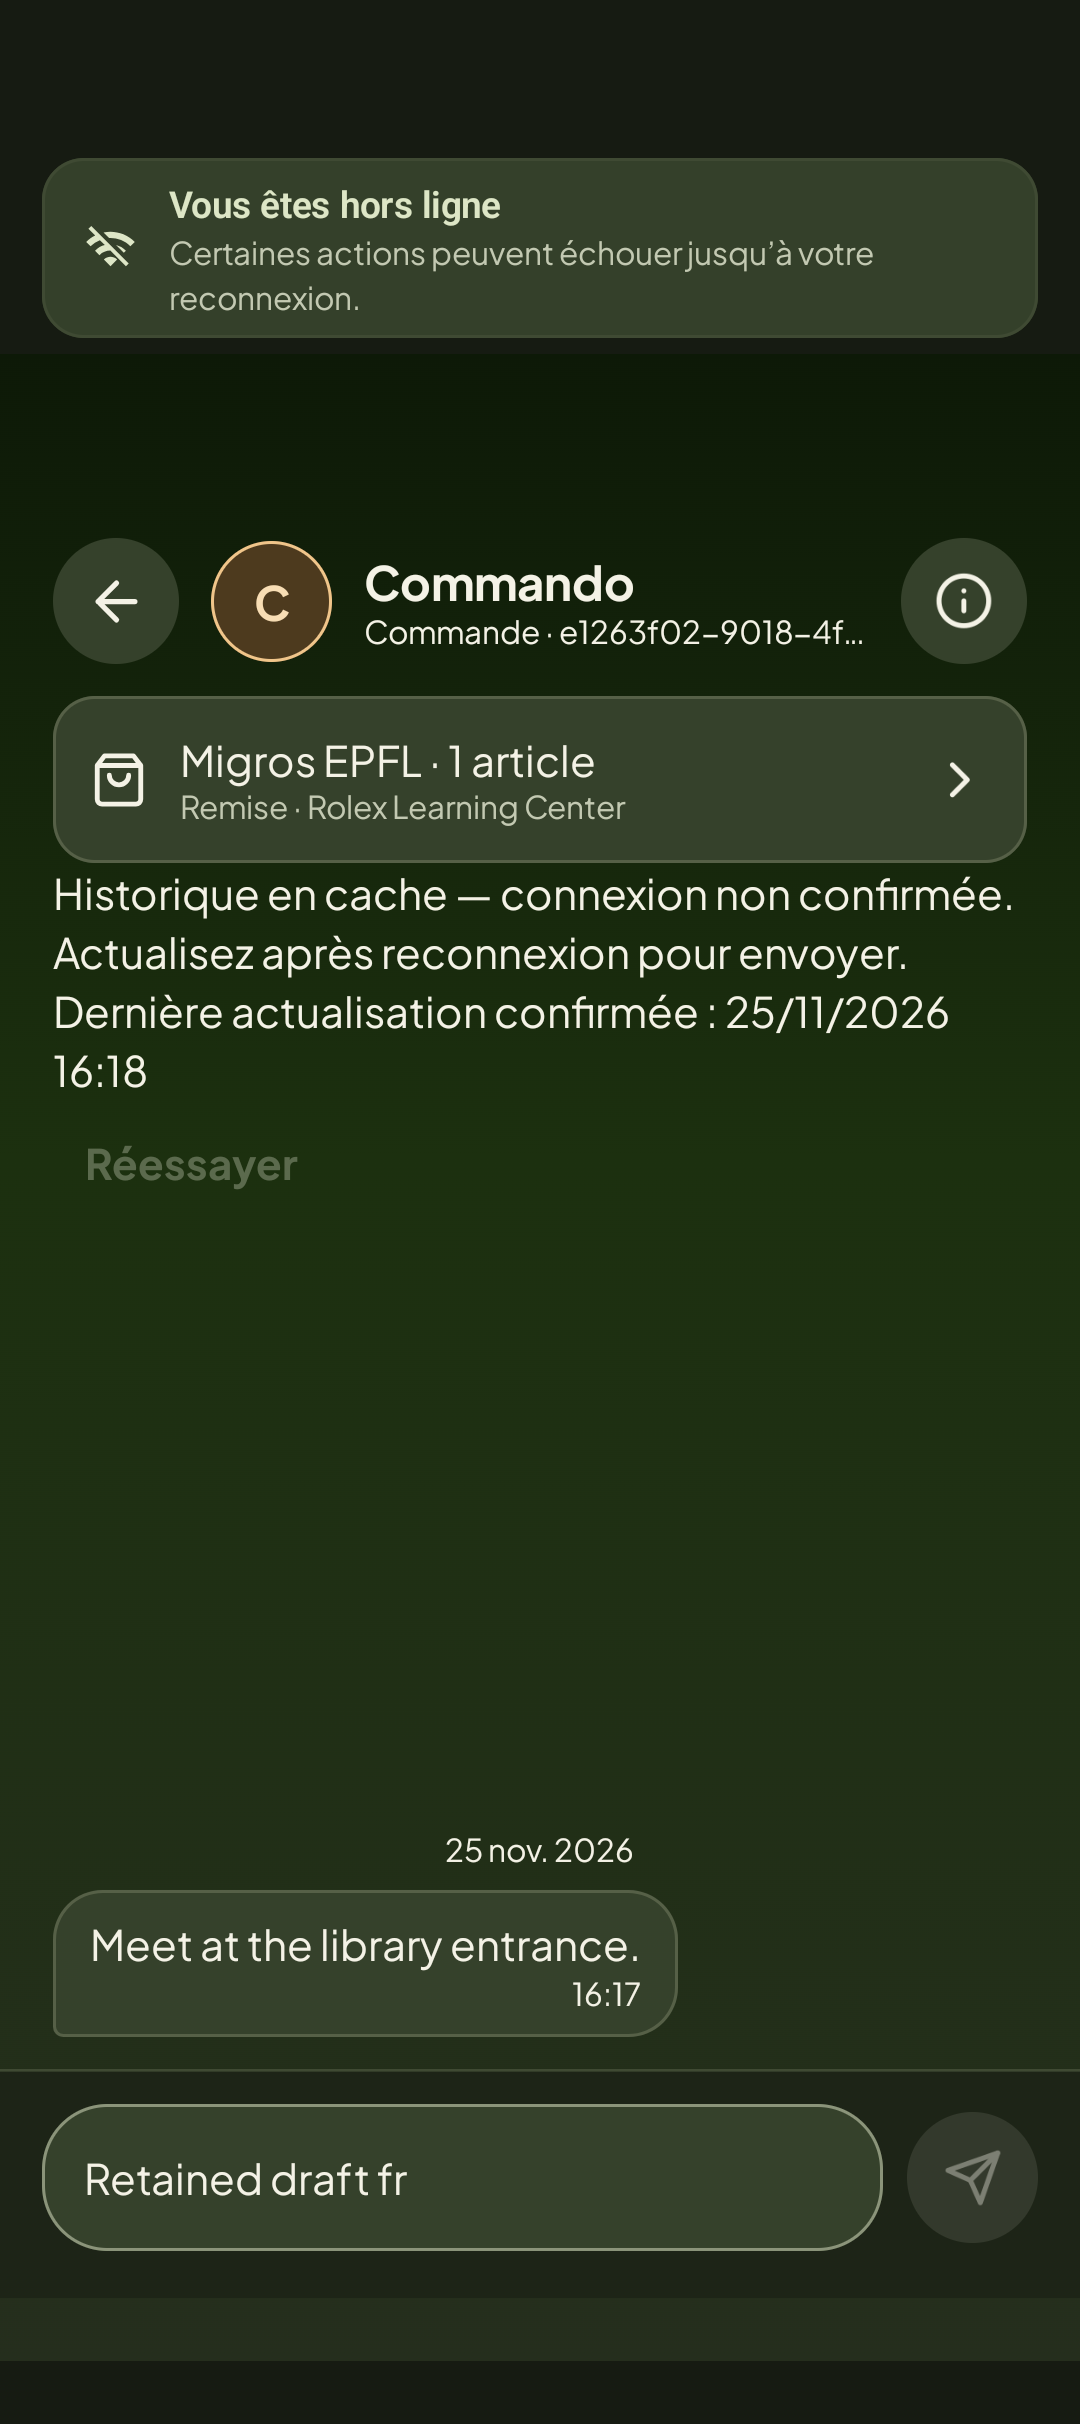 Vous êtes hors ligne
Certaines actions peuvent échouer jusqu’à votre
reconnexion.
C
Commando
Commande · e1263f02–9018–4f…
Migros EPFL · 1 article
Remise · Rolex Learning Center
Historique en cache — connexion non confirmée.
Actualisez après reconnexion pour envoyer.
Dernière actualisation confirmée : 25/11/2026
16:18
Réessayer
25 nov. 2026
Meet at the library entrance.
16:17
Retained draft fr